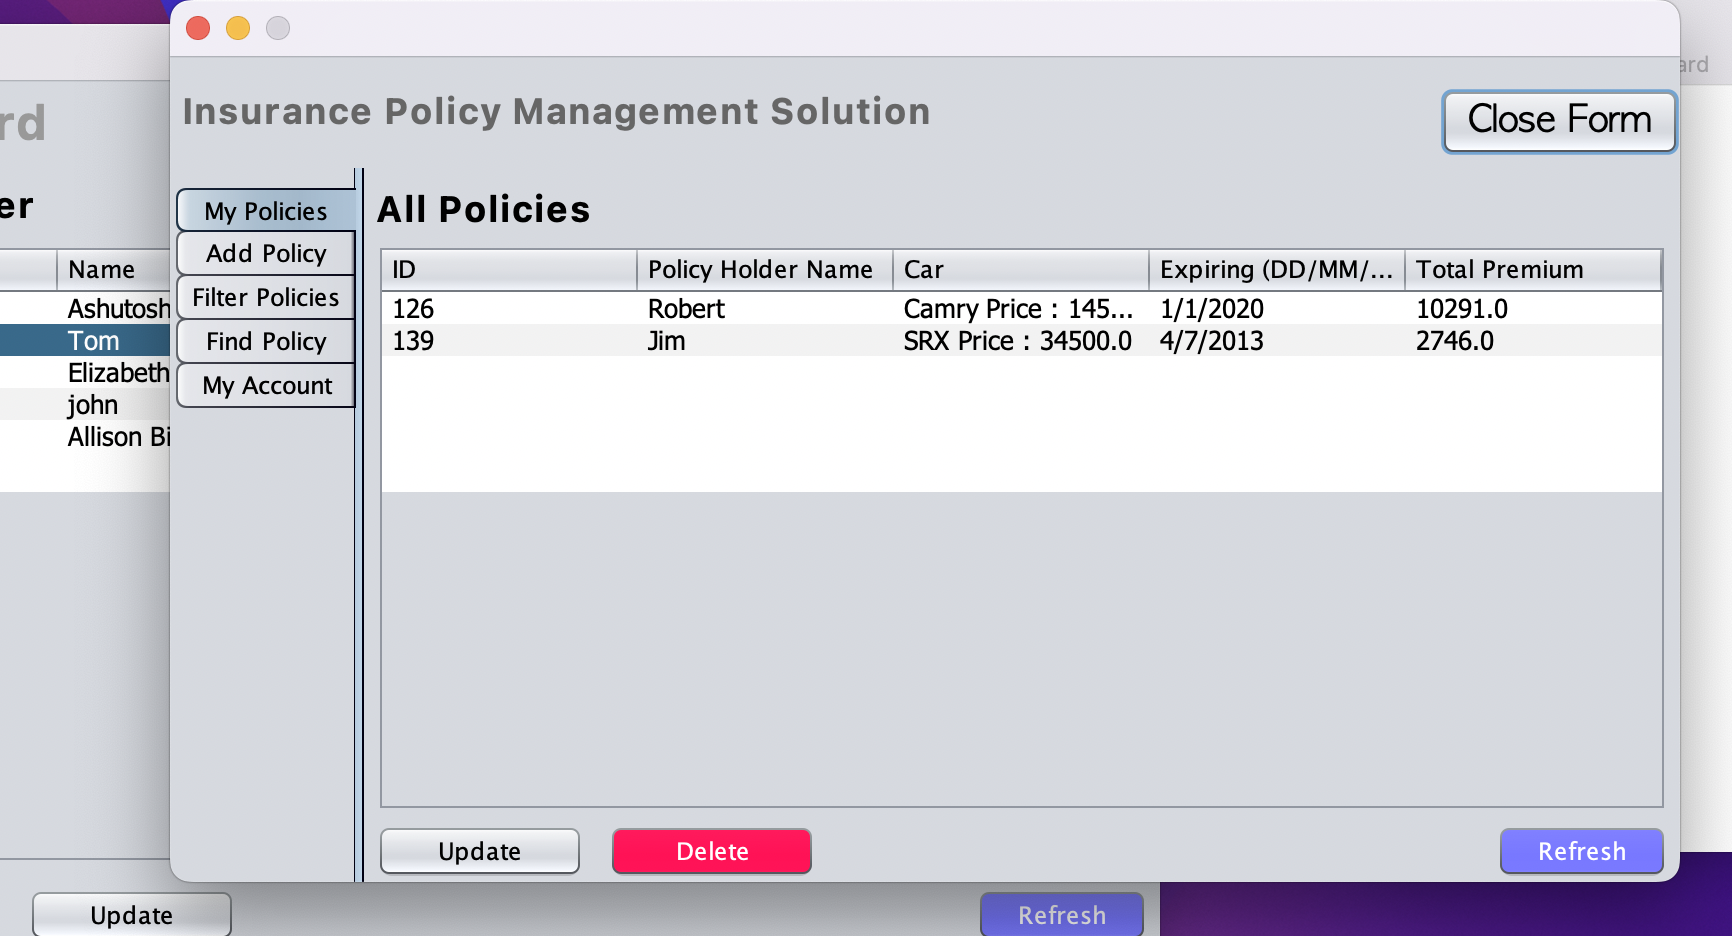 Insurance Policy Management Solution
Close Form
My Policies
Add Policy
Filter Policies
Find Policy
My Account
All Policies
ID Policy Holder Name Car Expiring (DD/MM/... Total Premium
126 Robert Camry Price : 145... 1/1/2020 10291.0
139 Jim SRX Price : 34500.0 4/7/2013 2746.0
Update Delete Refresh
Name
Ashutosh
Tom
Elizabeth
john
Allison Bi
Update Refresh